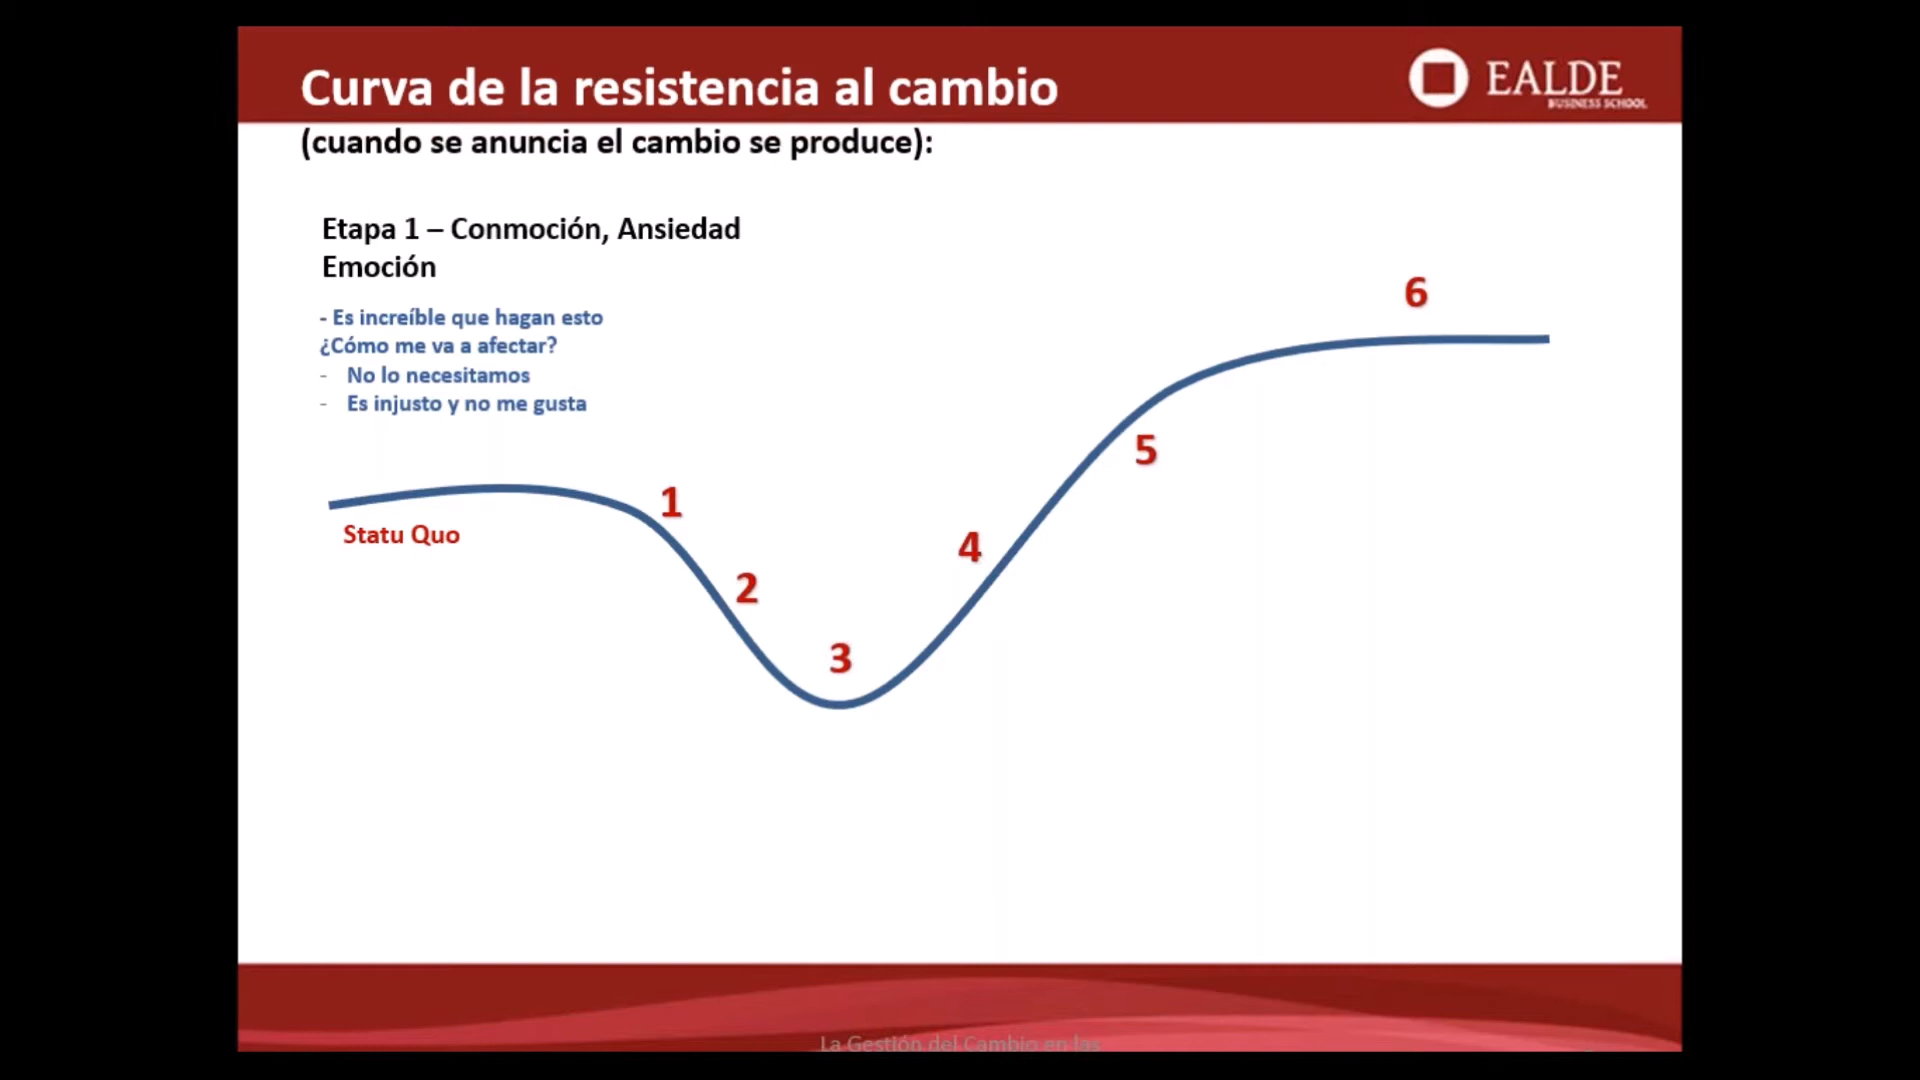 Curva de la resistencia al cambio
EALDE
BUSINESS SCHOOL
(cuando se anuncia el cambio se produce):
Etapa 1 – Conmoción, Ansiedad
Emoción
- Es increíble que hagan esto
¿Cómo me va a afectar?
- No lo necesitamos
- Es injusto y no me gusta
Statu Quo
1
2
3
4
5
6
La Gestión del Cambio en las